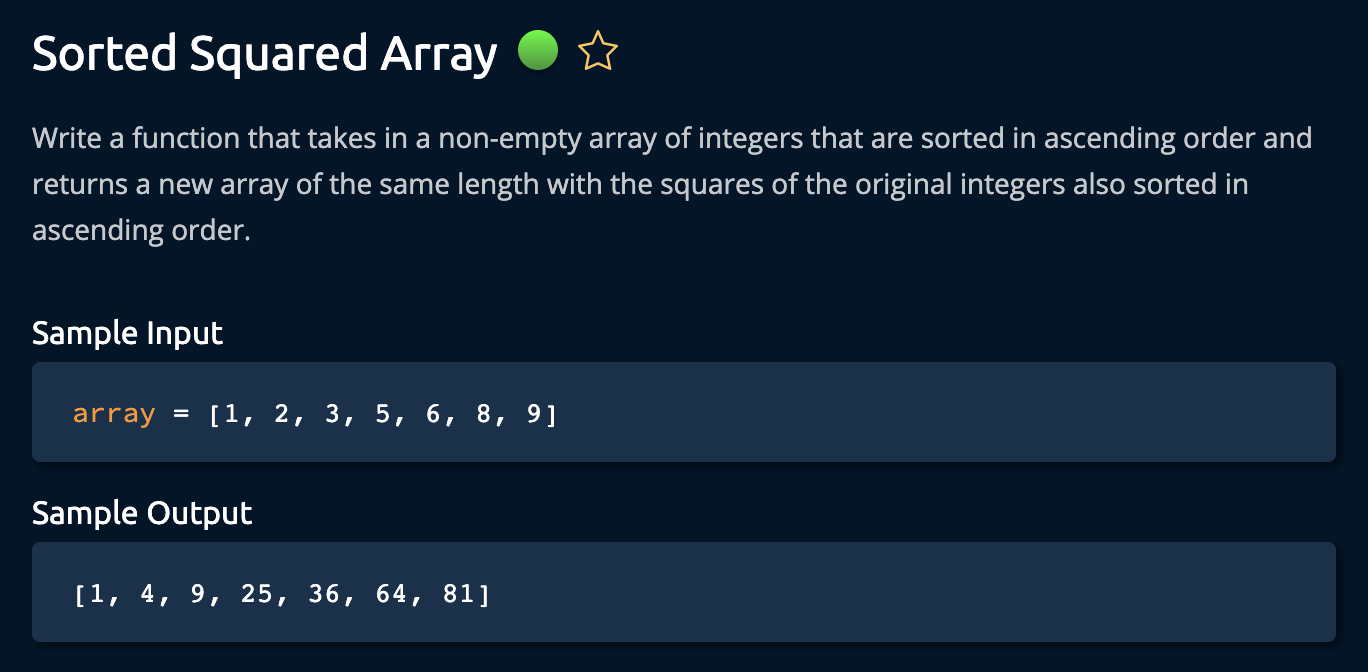 Sorted Squared Array
Write a function that takes in a non-empty array of integers that are sorted in ascending order and
returns a new array of the same length with the squares of the original integers also sorted in
ascending order.
Sample Input
array = [1, 2, 3, 5, 6, 8, 9]
Sample Output
[1, 4, 9, 25, 36, 64, 81]